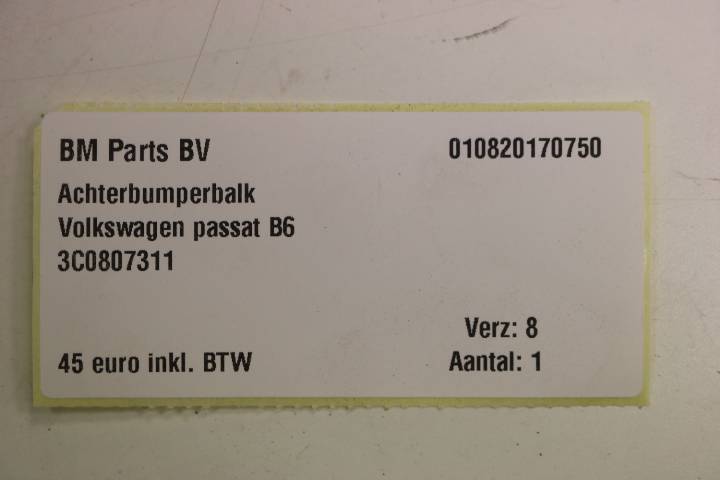 BM Parts BV 010820170750
Achterbumperbalk
Volkswagen passat B6
3C0807311
Verz: 8
45 euro inkl. BTW Aantal: 1